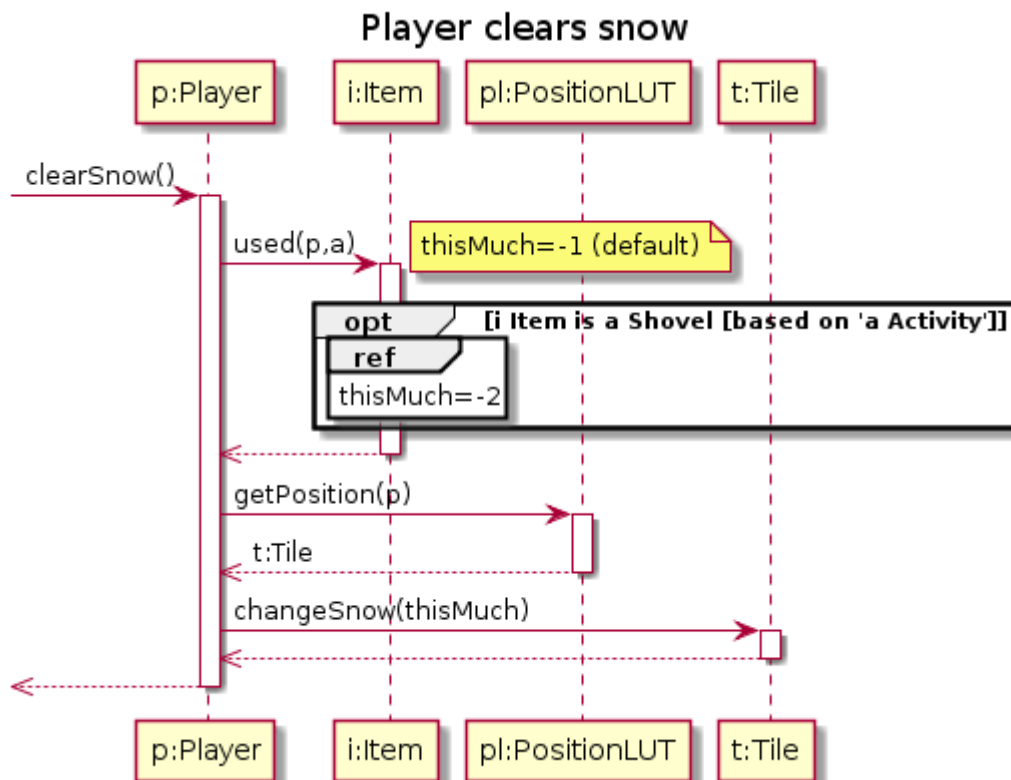 Player clears snow
p:Player
i:Item
pl:PositionLUT
t:Tile
clearSnow()
used(p,a)
thisMuch=-1 (default)
opt
[i Item is a Shovel [based on 'a Activity']]
ref
thisMuch=-2
getPosition(p)
t:Tile
changeSnow(thisMuch)
p:Player
i:Item
pl:PositionLUT
t:Tile